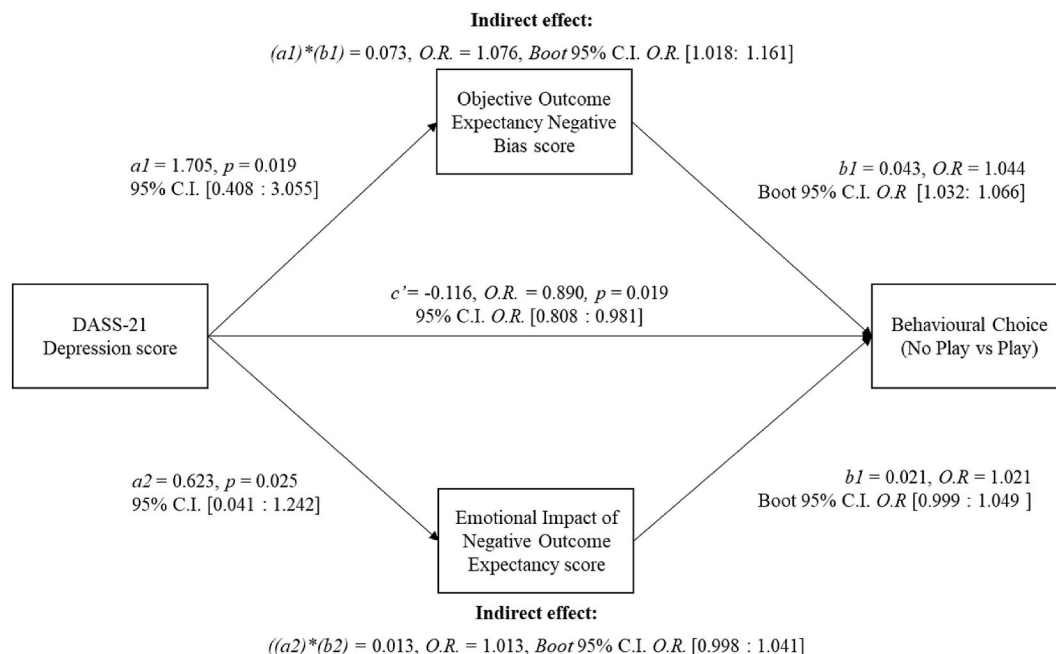 Indirect effect:
(a1)*(b1) = 0.073, O.R. = 1.076, Boot 95% C.I. O.R. [1.018: 1.161]
Objective Outcome
Expectancy Negative
Bias score
a1 = 1.705, p = 0.019
95% C.I. [0.408 : 3.055]
b1 = 0.043, O.R = 1.044
Boot 95% C.I. O.R [1.032: 1.066]
DASS-21
Depression score
c’= -0.116, O.R. = 0.890, p = 0.019
95% C.I. O.R. [0.808 : 0.981]
Behavioural Choice
(No Play vs Play)
a2 = 0.623, p = 0.025
95% C.I. [0.041 : 1.242]
b1 = 0.021, O.R = 1.021
Boot 95% C.I. O.R [0.999 : 1.049 ]
Emotional Impact of
Negative Outcome
Expectancy score
Indirect effect:
((a2)*(b2) = 0.013, O.R. = 1.013, Boot 95% C.I. O.R. [0.998 : 1.041]